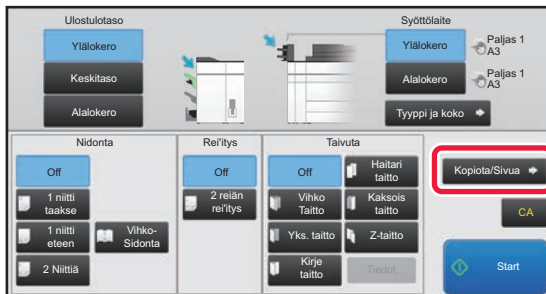 Ulostulotaso
Ylälokero
Keskitaso
Alalokero
Syöttölaite
Ylälokero
Paljas 1
A3
Alalokero
Paljas 1
A3
Tyyppi ja koko
Nidonta
Off
1 niitti
taakse
1 niitti
eteen
Vihko-
Sidonta
2 Niittiä
Rei'itys
Off
2 reiän
rei'itys
Taivuta
Off
Haitari
taitto
Vihko
Taitto
Kaksois
taitto
Yks. taitto
Z-taitto
Kirje
taitto
Tiedot
Kopiota/Sivua
CA
Start